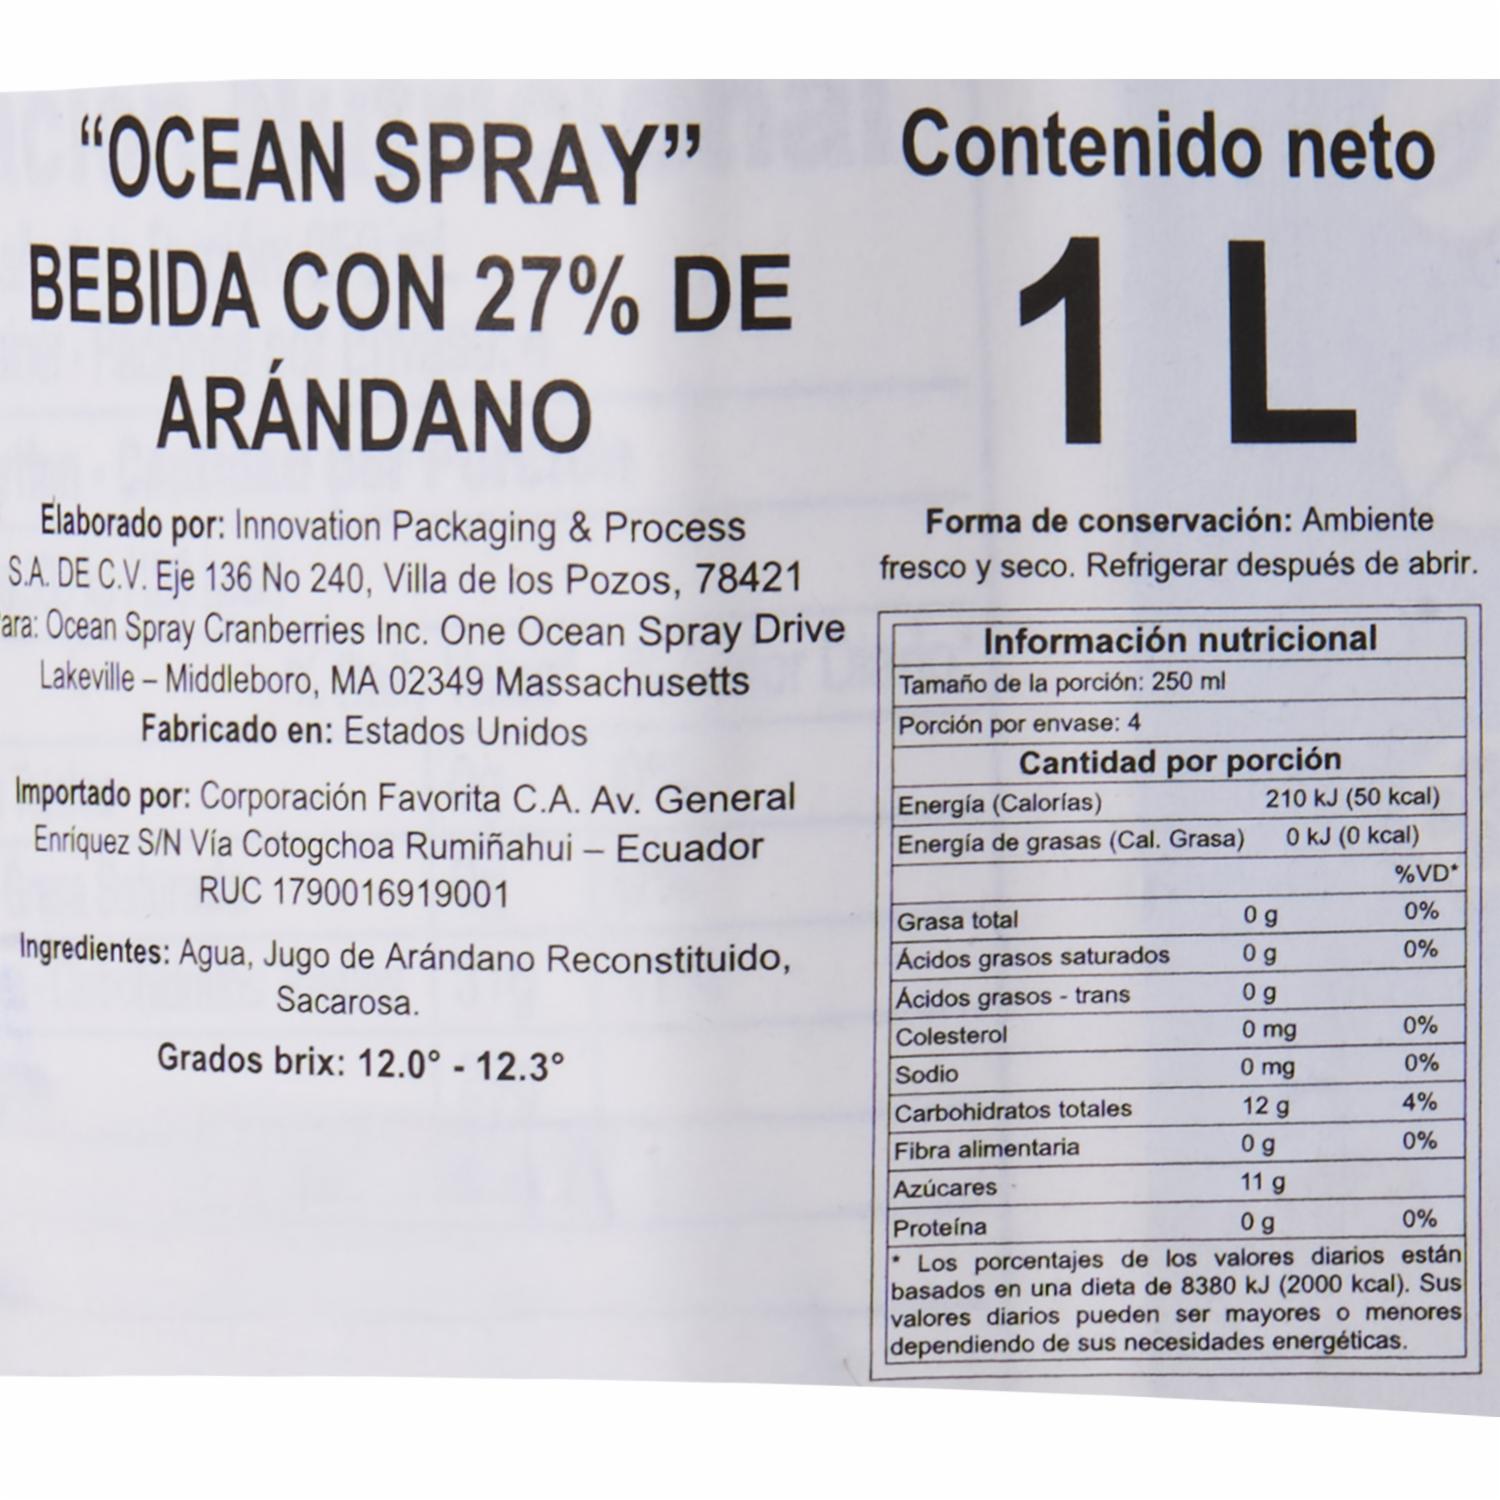 “OCEAN SPRAY”
BEBIDA CON 27% DE
ARÁNDANO
Elaborado por: Innovation Packaging & Process
S.A. DE C.V. Eje 136 No 240, Villa de los Pozos, 78421
ara: Ocean Spray Cranberries Inc. One Ocean Spray Drive
Lakeville – Middleboro, MA 02349 Massachusetts
Fabricado en: Estados Unidos
Importado por: Corporación Favorita C.A. Av. General
Enríquez S/N Vía Cotogchoa Rumiñahui – Ecuador
RUC 1790016919001
Ingredientes: Agua, Jugo de Arándano Reconstituido,
Sacarosa.
Grados brix: 12.0° - 12.3°
Contenido neto
1 L
Forma de conservación: Ambiente
fresco y seco. Refrigerar después de abrir.
Información nutricional
Tamaño de la porción: 250 ml
Porción por envase: 4
Cantidad por porción
Energía (Calorías) 210 kJ (50 kcal)
Energía de grasas (Cal. Grasa) 0 kJ (0 kcal)
%VD*
Grasa total 0 g 0%
Ácidos grasos saturados 0 g 0%
Ácidos grasos - trans 0 g
Colesterol 0 mg 0%
Sodio 0 mg 0%
Carbohidratos totales 12 g 4%
Fibra alimentaria 0 g 0%
Azúcares 11 g
Proteína 0 g 0%
* Los porcentajes de los valores diarios están
basados en una dieta de 8380 kJ (2000 kcal). Sus
valores diarios pueden ser mayores o menores
dependiendo de sus necesidades energéticas.